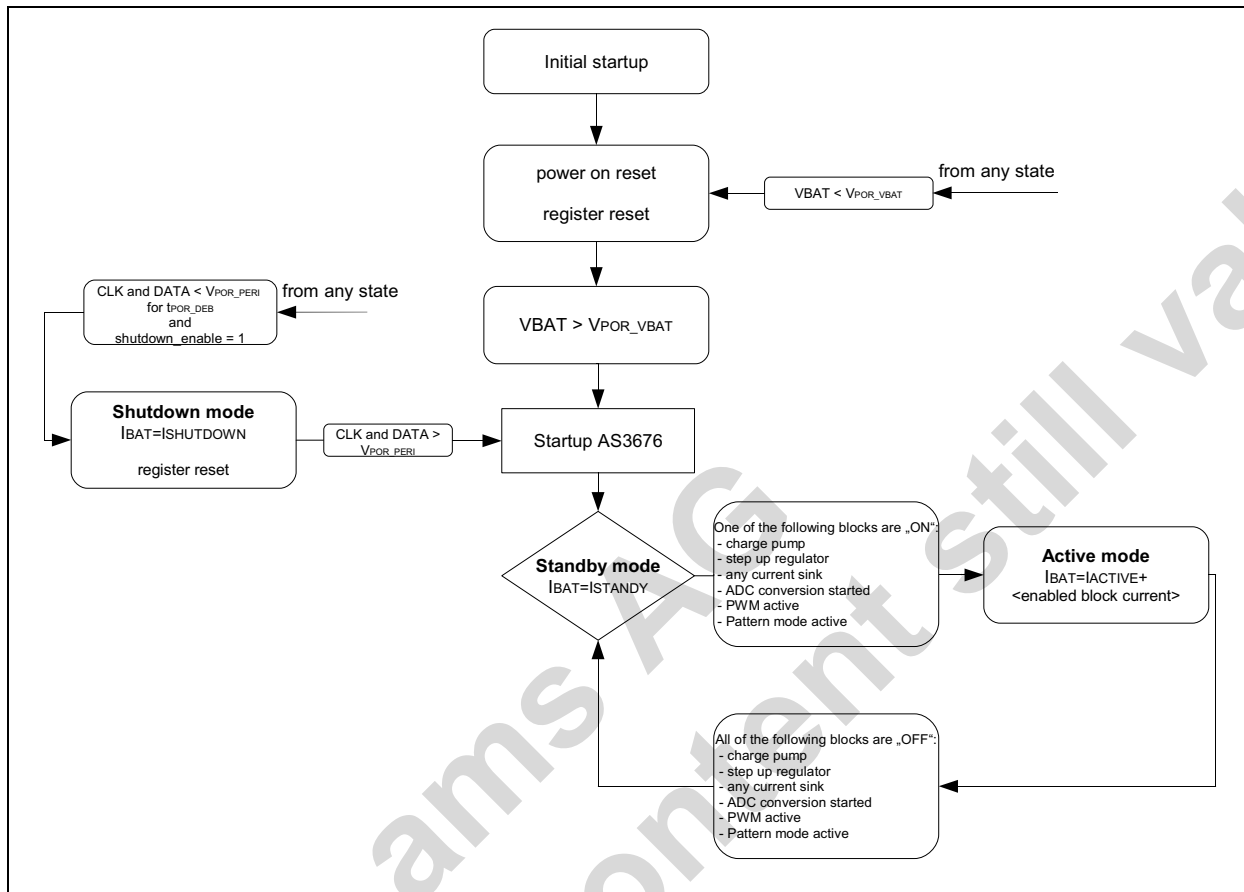 Initial startup
power on reset
register reset
from any state
VBAT < VPOR_VBAT
CLK and DATA < VPOR_PERI
for tPOR_DEB
and
shutdown_enable = 1
from any state
VBAT > VPOR_VBAT
Shutdown mode
IBAT=ISHUTDOWN
register reset
CLK and DATA >
VPOR_PERI
Startup AS3676
Standby mode
IBAT=ISTANDY
One of the following blocks are „ON“:
- charge pump
- step up regulator
- any current sink
- ADC conversion started
- PWM active
- Pattern mode active
Active mode
IBAT=IACTIVE+
<enabled block current>
All of the following blocks are „OFF“:
- charge pump
- step up regulator
- any current sink
- ADC conversion started
- PWM active
- Pattern mode active
ams AG
ontent still val